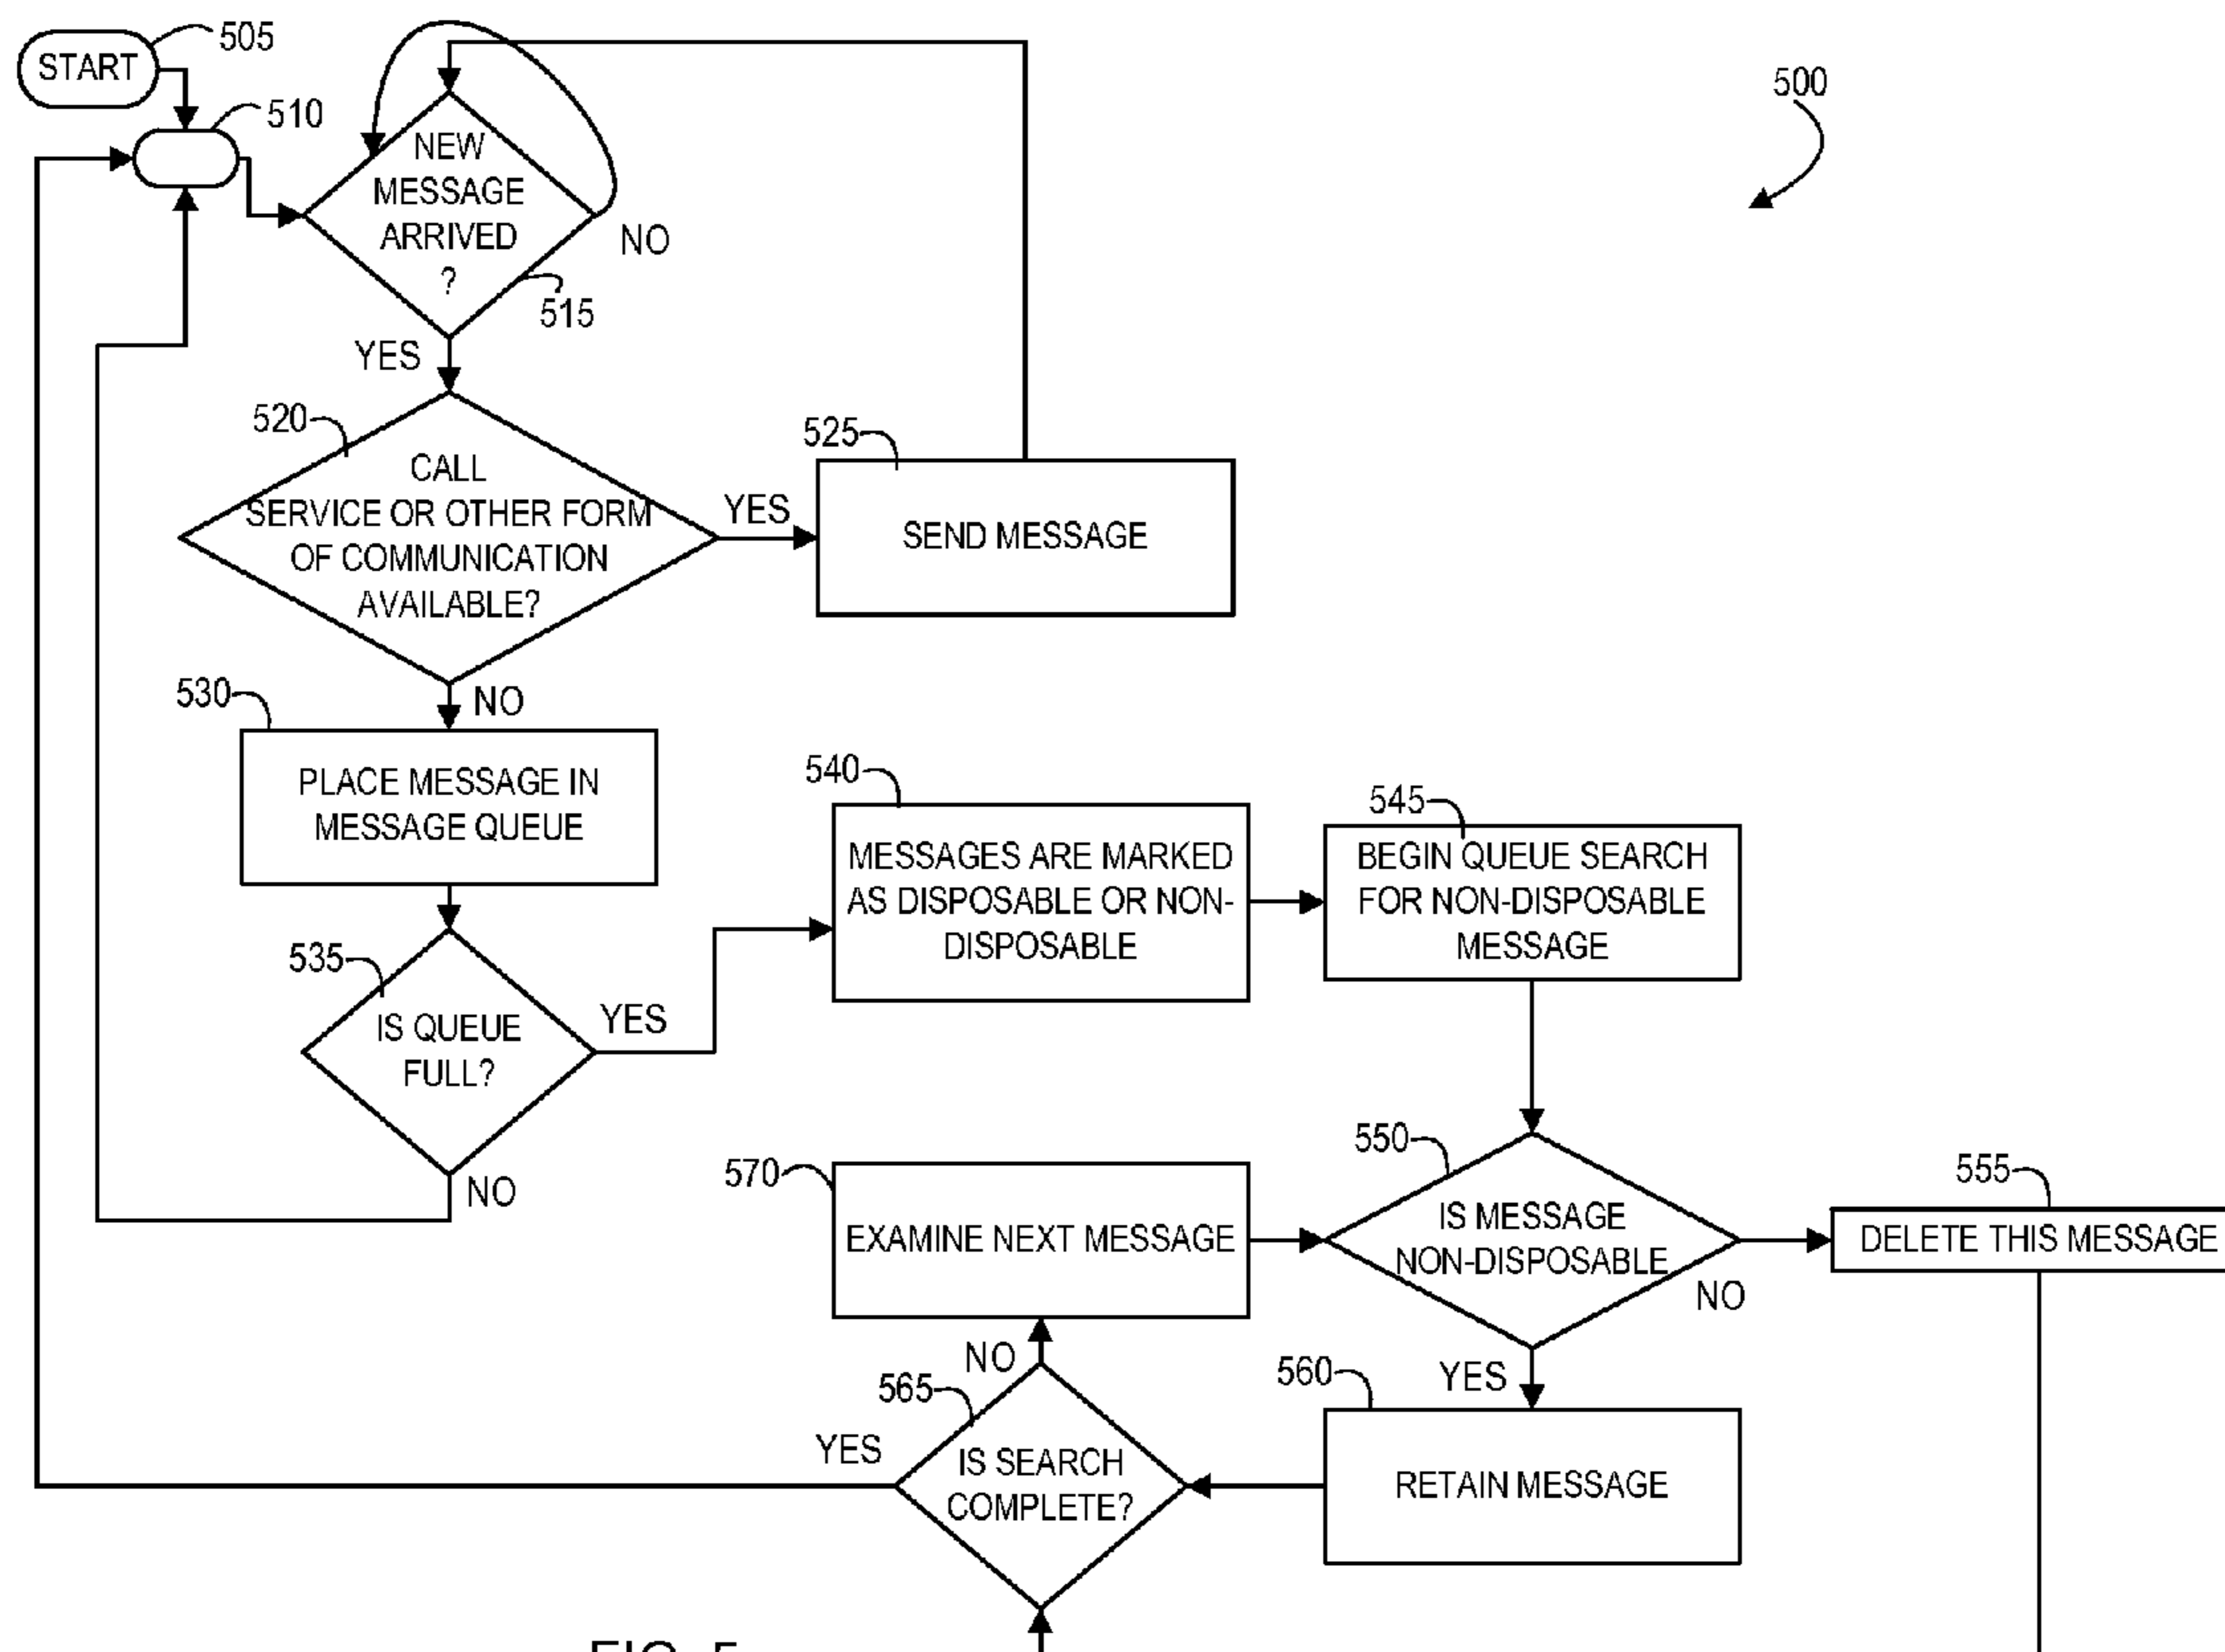 START
505
510
500
NEW
MESSAGE
ARRIVED
?
NO
515
YES
520
CALL
SERVICE OR OTHER FORM
OF COMMUNICATION
AVAILABLE?
YES
525
SEND MESSAGE
NO
530
PLACE MESSAGE IN
MESSAGE QUEUE
535
IS QUEUE
FULL?
YES
NO
540
MESSAGES ARE MARKED
AS DISPOSABLE OR NON-
DISPOSABLE
545
BEGIN QUEUE SEARCH
FOR NON-DISPOSABLE
MESSAGE
550
IS MESSAGE
NON-DISPOSABLE
NO
555
DELETE THIS MESSAGE
YES
560
RETAIN MESSAGE
570
EXAMINE NEXT MESSAGE
NO
565
IS SEARCH
COMPLETE?
YES
FIG. 5